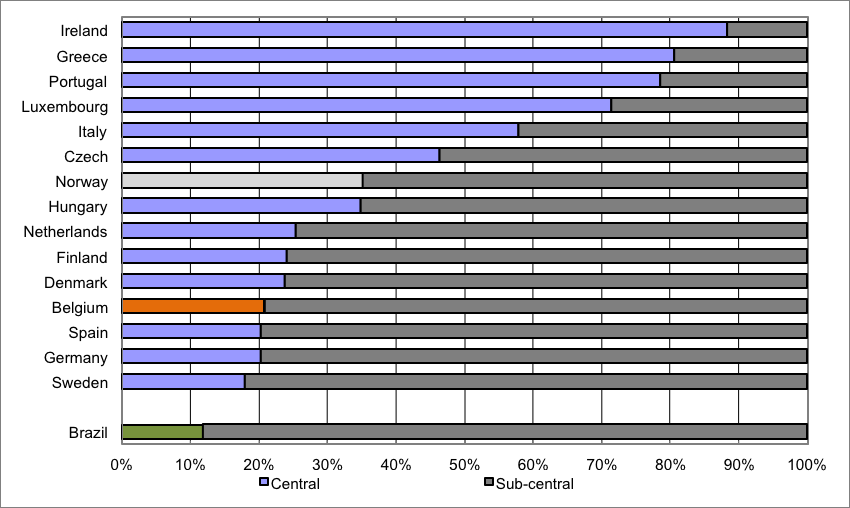 Ireland
Greece
Portugal
Luxembourg
Italy
Czech
Norway
Hungary
Netherlands
Finland
Denmark
Belgium
Spain
Germany
Sweden
Brazil
0% 10% 20% 30% 40% 50% 60% 70% 80% 90% 100%
Central Sub-central